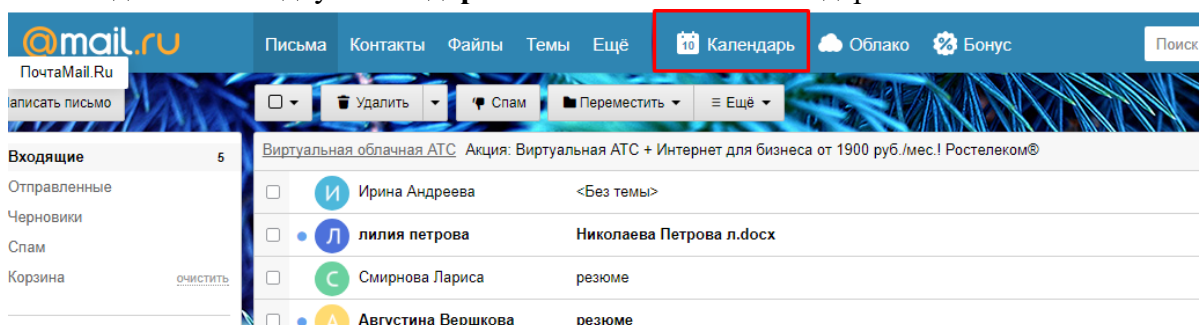 @mail.ru
Письма Контакты Файлы Темы Ещё 10 Календарь Облако % Бонус Поиск
ПочтаMail.Ru
аписать письмо
Удалить Спам Переместить Ещё
Входящие 5
Виртуальная облачная АТС Акция: Виртуальная АТС + Интернет для бизнеса от 1900 руб./мес.! Ростелеком®
Отправленные
И Ирина Андреева <Без темы>
Черновики
Л лилия петрова Николаева Петрова л.docx
Спам
Корзина очистить
С Смирнова Лариса резюме
А Августина Вершкова резюме